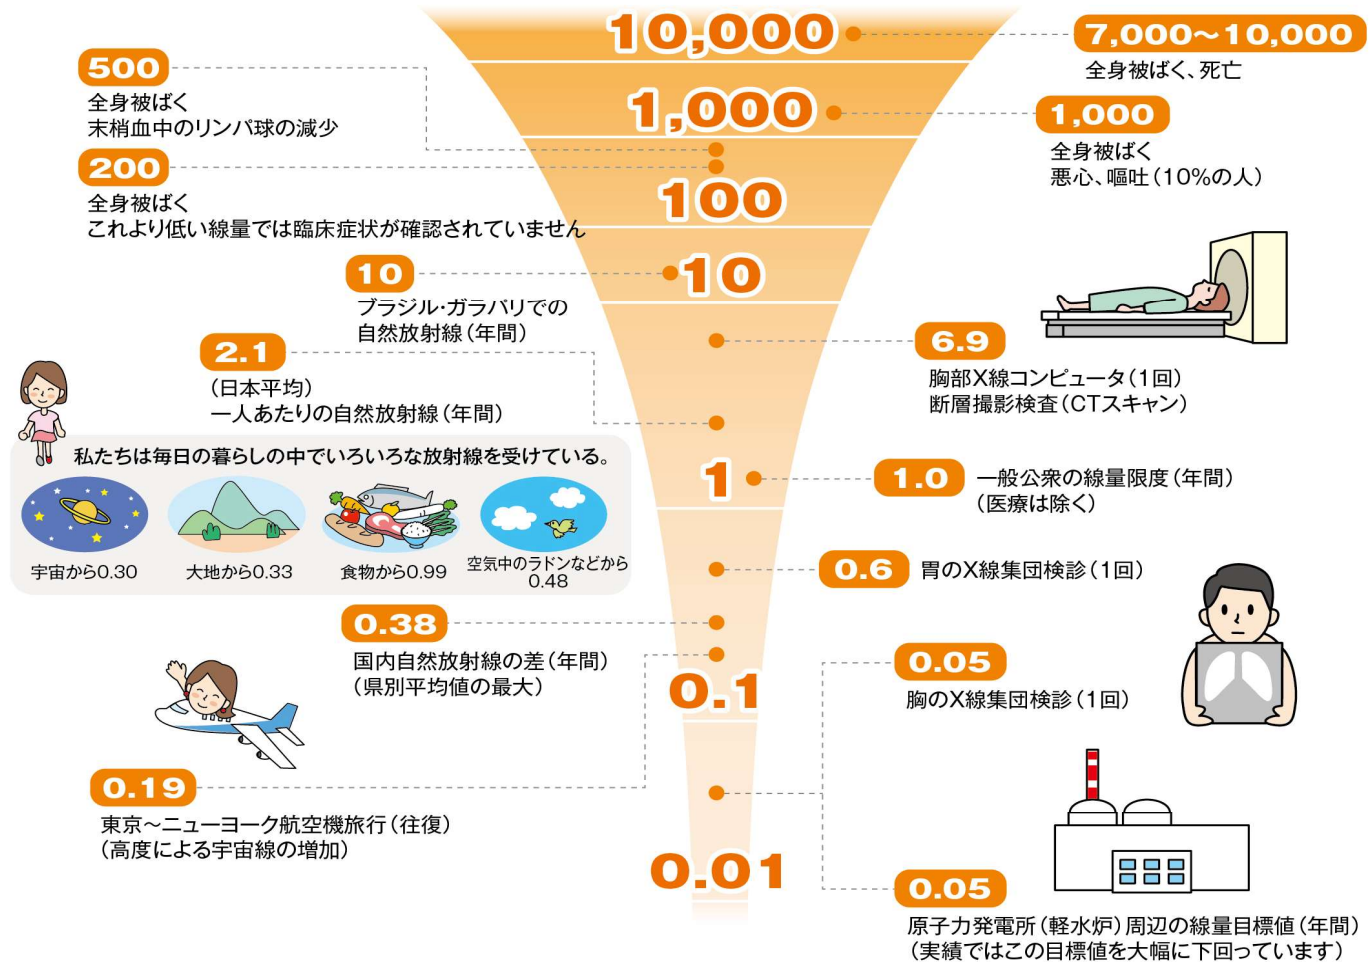 10,000
7,000～10,000
全身被ばく、死亡
500
全身被ばく
末梢血中のリンパ球の減少
1,000
1,000
全身被ばく
悪心、嘔吐（10%の人）
200
全身被ばく
これより低い線量では臨床症状が確認されていません
100
10
10
ブラジル・ガラパリでの
自然放射線（年間）
6.9
胸部X線コンピュータ（1回）
断層撮影検査（CTスキャン）
2.1
（日本平均）
一人あたりの自然放射線（年間）
私たちは毎日の暮らしの中でいろいろな放射線を受けている。
宇宙から0.30
大地から0.33
食物から0.99
空気中のラドンなどから
0.48
1
1.0
一般公衆の線量限度（年間）
（医療は除く）
0.6
胃のX線集団検診（1回）
0.38
国内自然放射線の差（年間）
（県別平均値の最大）
0.1
0.05
胸のX線集団検診（1回）
0.19
東京～ニューヨーク航空機旅行（往復）
（高度による宇宙線の増加）
0.01
0.05
原子力発電所（軽水炉）周辺の線量目標値（年間）
（実績ではこの目標値を大幅に下回っています）